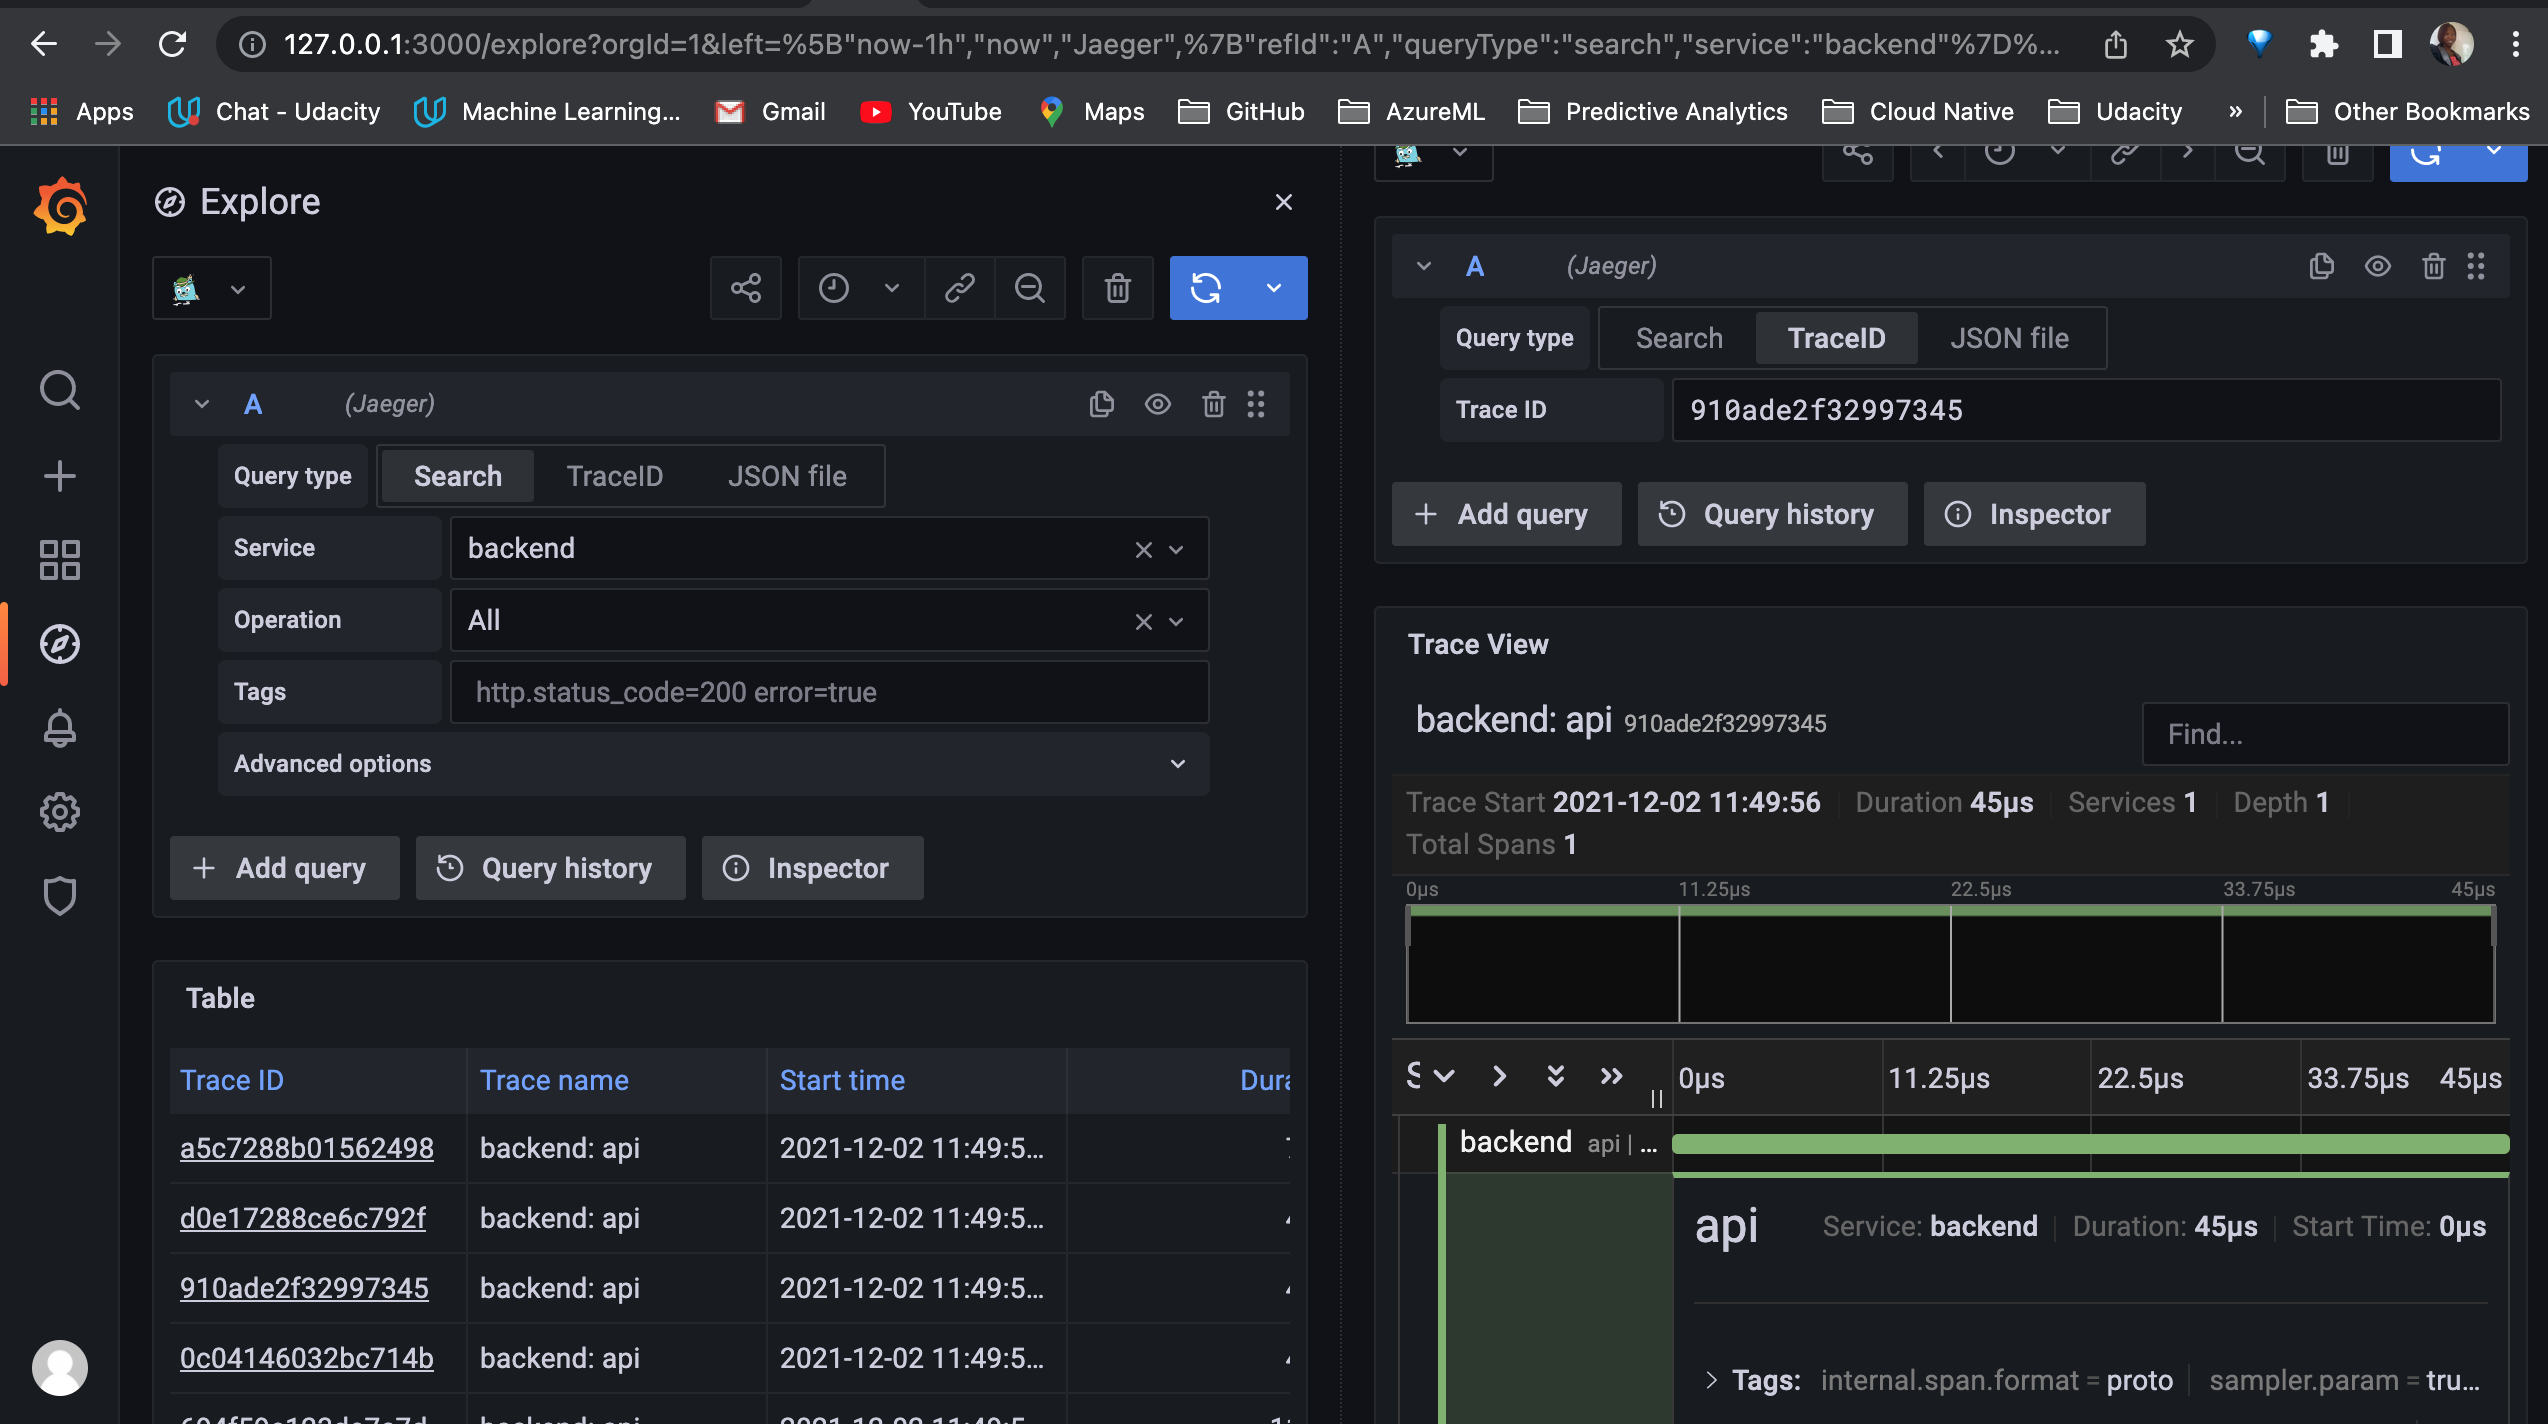 127.0.0.1:3000/explore?orgId=1&left=%5B"now-1h","now","Jaeger",%7B"refId":"A","queryType":"search","service":"backend"%7D%...
Apps Chat - Udacity Machine Learning... Gmail YouTube Maps GitHub AzureML Predictive Analytics Cloud Native Udacity » Other Bookmarks
Explore
A (Jaeger)
Query type Search TraceID JSON file
Service backend
Operation All
Tags http.status_code=200 error=true
Advanced options
+ Add query Query history Inspector
Table
Trace ID Trace name Start time
a5c7288b01562498 backend: api 2021-12-02 11:49:5...
d0e17288ce6c792f backend: api 2021-12-02 11:49:5...
910ade2f32997345 backend: api 2021-12-02 11:49:5...
0c04146032bc714b backend: api 2021-12-02 11:49:5...
A (Jaeger)
Query type Search TraceID JSON file
Trace ID 910ade2f32997345
+ Add query Query history Inspector
Trace View
backend: api 910ade2f32997345
Find...
Trace Start 2021-12-02 11:49:56 Duration 45μs Services 1 Depth 1
Total Spans 1
0μs 11.25μs 22.5μs 33.75μs 45μs
0μs 11.25μs 22.5μs 33.75μs 45μs
backend api | ...
api Service: backend Duration: 45μs Start Time: 0μs
Tags: internal.span.format = proto sampler.param = tru...